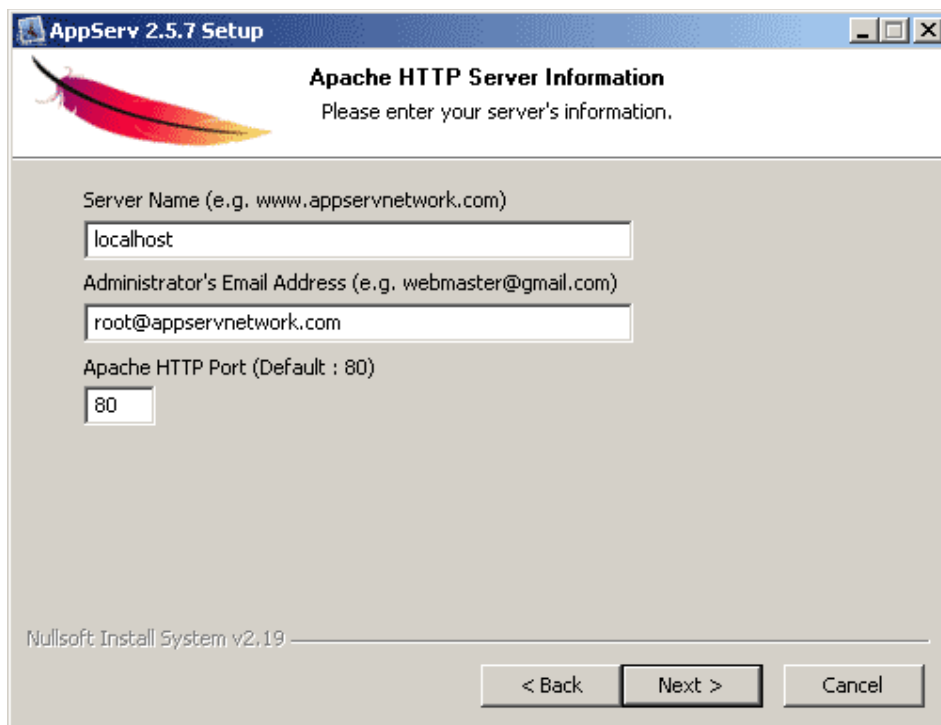 AppServ 2.5.7 Setup
Apache HTTP Server Information
Please enter your server's information.
Server Name (e.g. www.appservnetwork.com)
localhost
Administrator's Email Address (e.g. webmaster@gmail.com)
root@appservnetwork.com
Apache HTTP Port (Default : 80)
80
Nullsoft Install System v2.19
< Back Next > Cancel